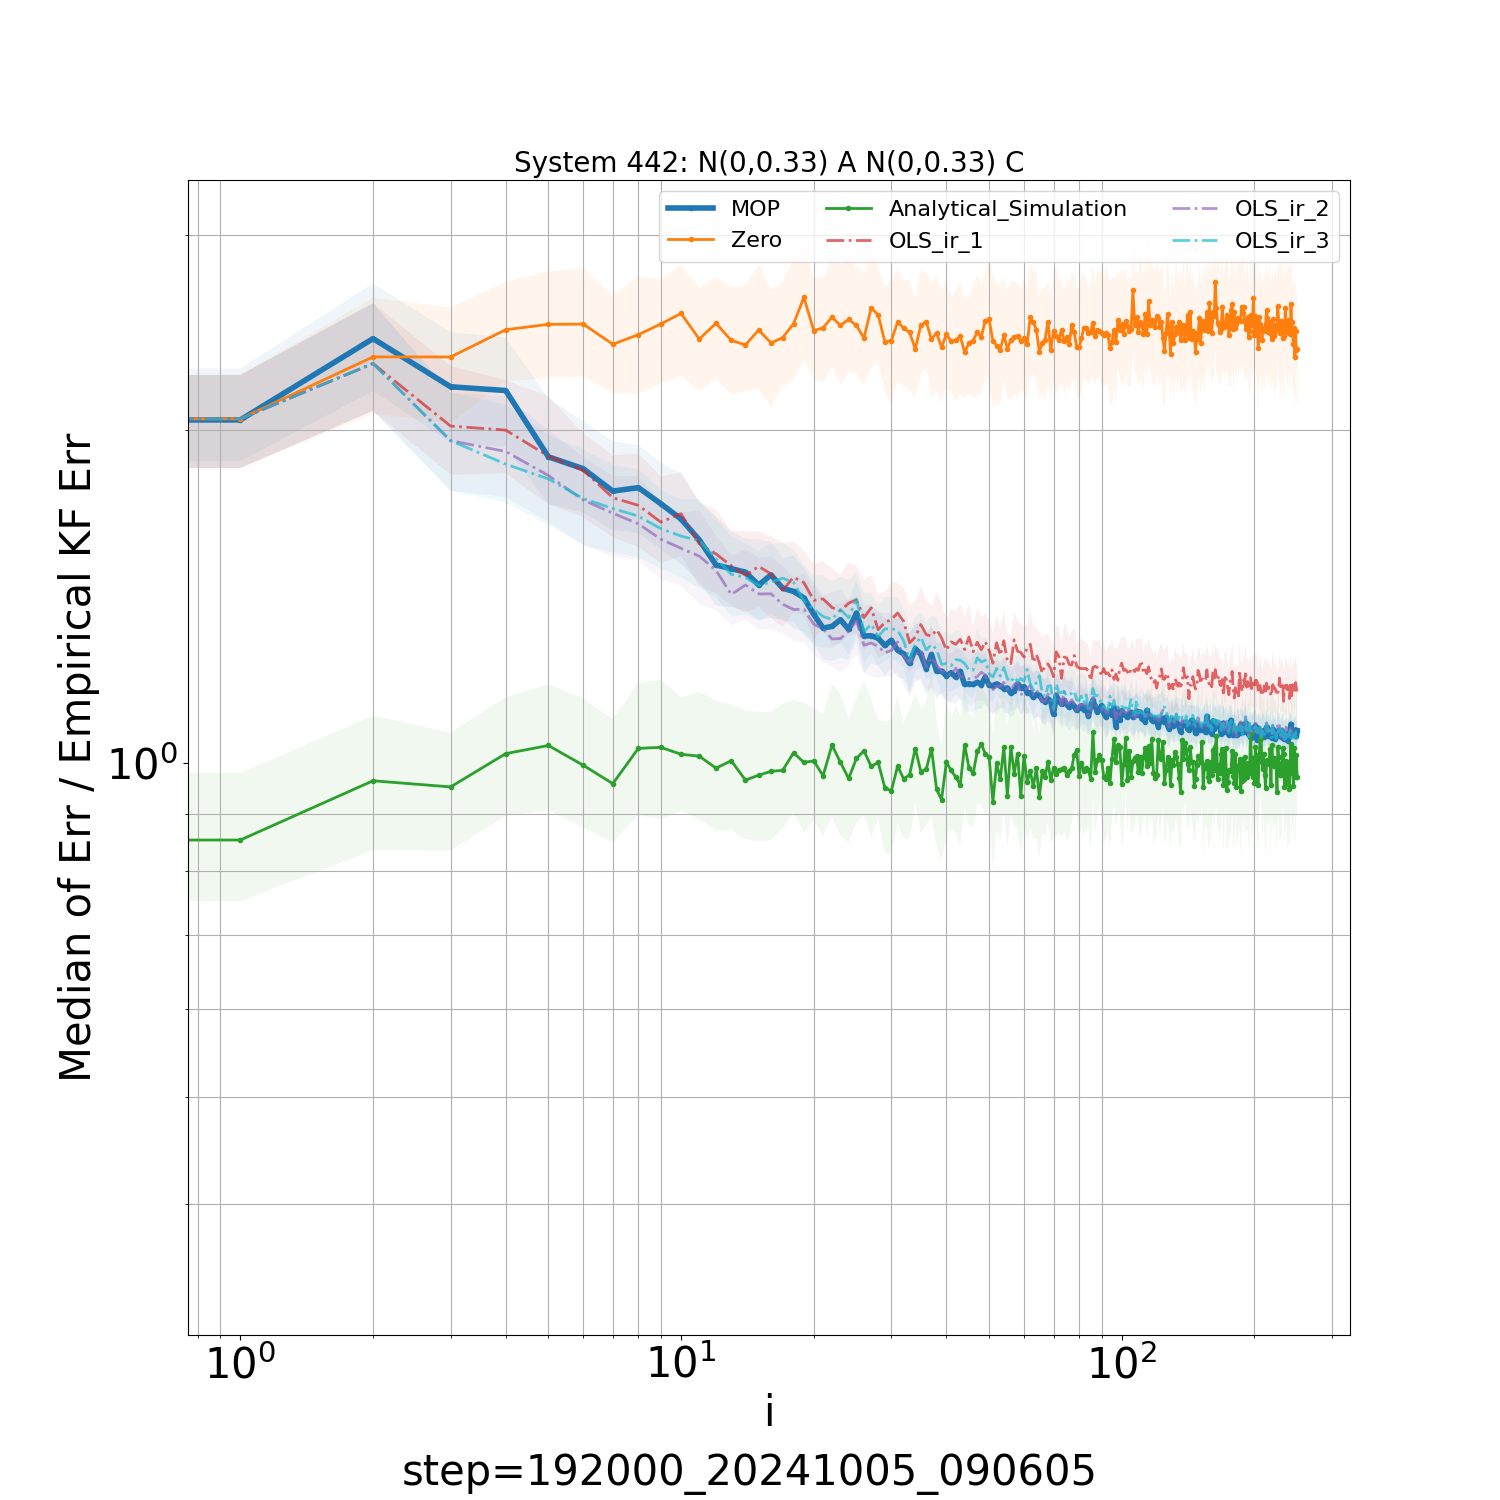 System 442: N(0,0.33) A N(0,0.33) C
MOP
Zero
Analytical_Simulation
OLS_ir_1
OLS_ir_2
OLS_ir_3
Median of Err / Empirical KF Err
10⁰
10⁰
10¹
10²
i
step=192000_20241005_090605